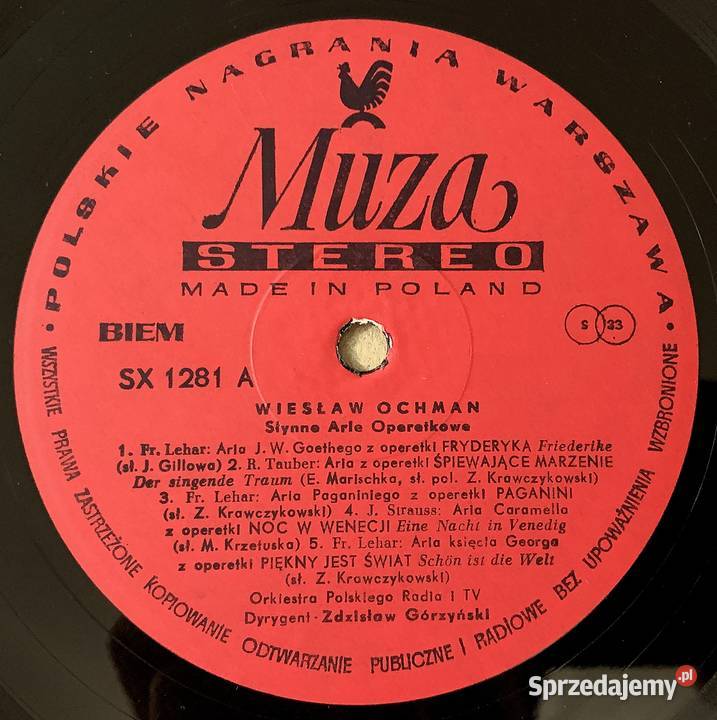 • POLSKIE NAGRANIA WARSZAWA •
Muza
STEREO
MADE IN POLAND
BIEM
S 33
SX 1281 A
WIESŁAW OCHMAN
Słynne Arie Operetkowe
1. Fr. Lehar: Aria J. W. Goethego z operetki FRYDERYKA Friederike
(sł. J. Gillowa) 2. R. Tauber: Aria z operetki ŚPIEWAJĄCE MARZENIE
Der singende Traum (E. Marischka, sł. pol. Z. Krawczykowski)
3. Fr. Lehar: Aria Paganiniego z operetki PAGANINI
(sł. Z. Krawczykowski) 4. J. Strauss: Aria Caramella
z operetki NOC W WENECJI Eine Nacht in Venedig
(sł. M. Krzetuska) 5. Fr. Lehar: Aria księcia Georga
z operetki PIĘKNY JEST ŚWIAT Schön ist die Welt
(sł. Z. Krawczykowski)
Orkiestra Polskiego Radia i TV
Dyrygent - Zdzisław Górzyński
WSZYSTKIE PRAWA ZASTRZEŻONE KOPIOWANIE ODTWARZANIE PUBLICZNE I RADIOWE BEZ UPOWAŻNIENIA WZBRONIONE
Sprzedajemy.pl